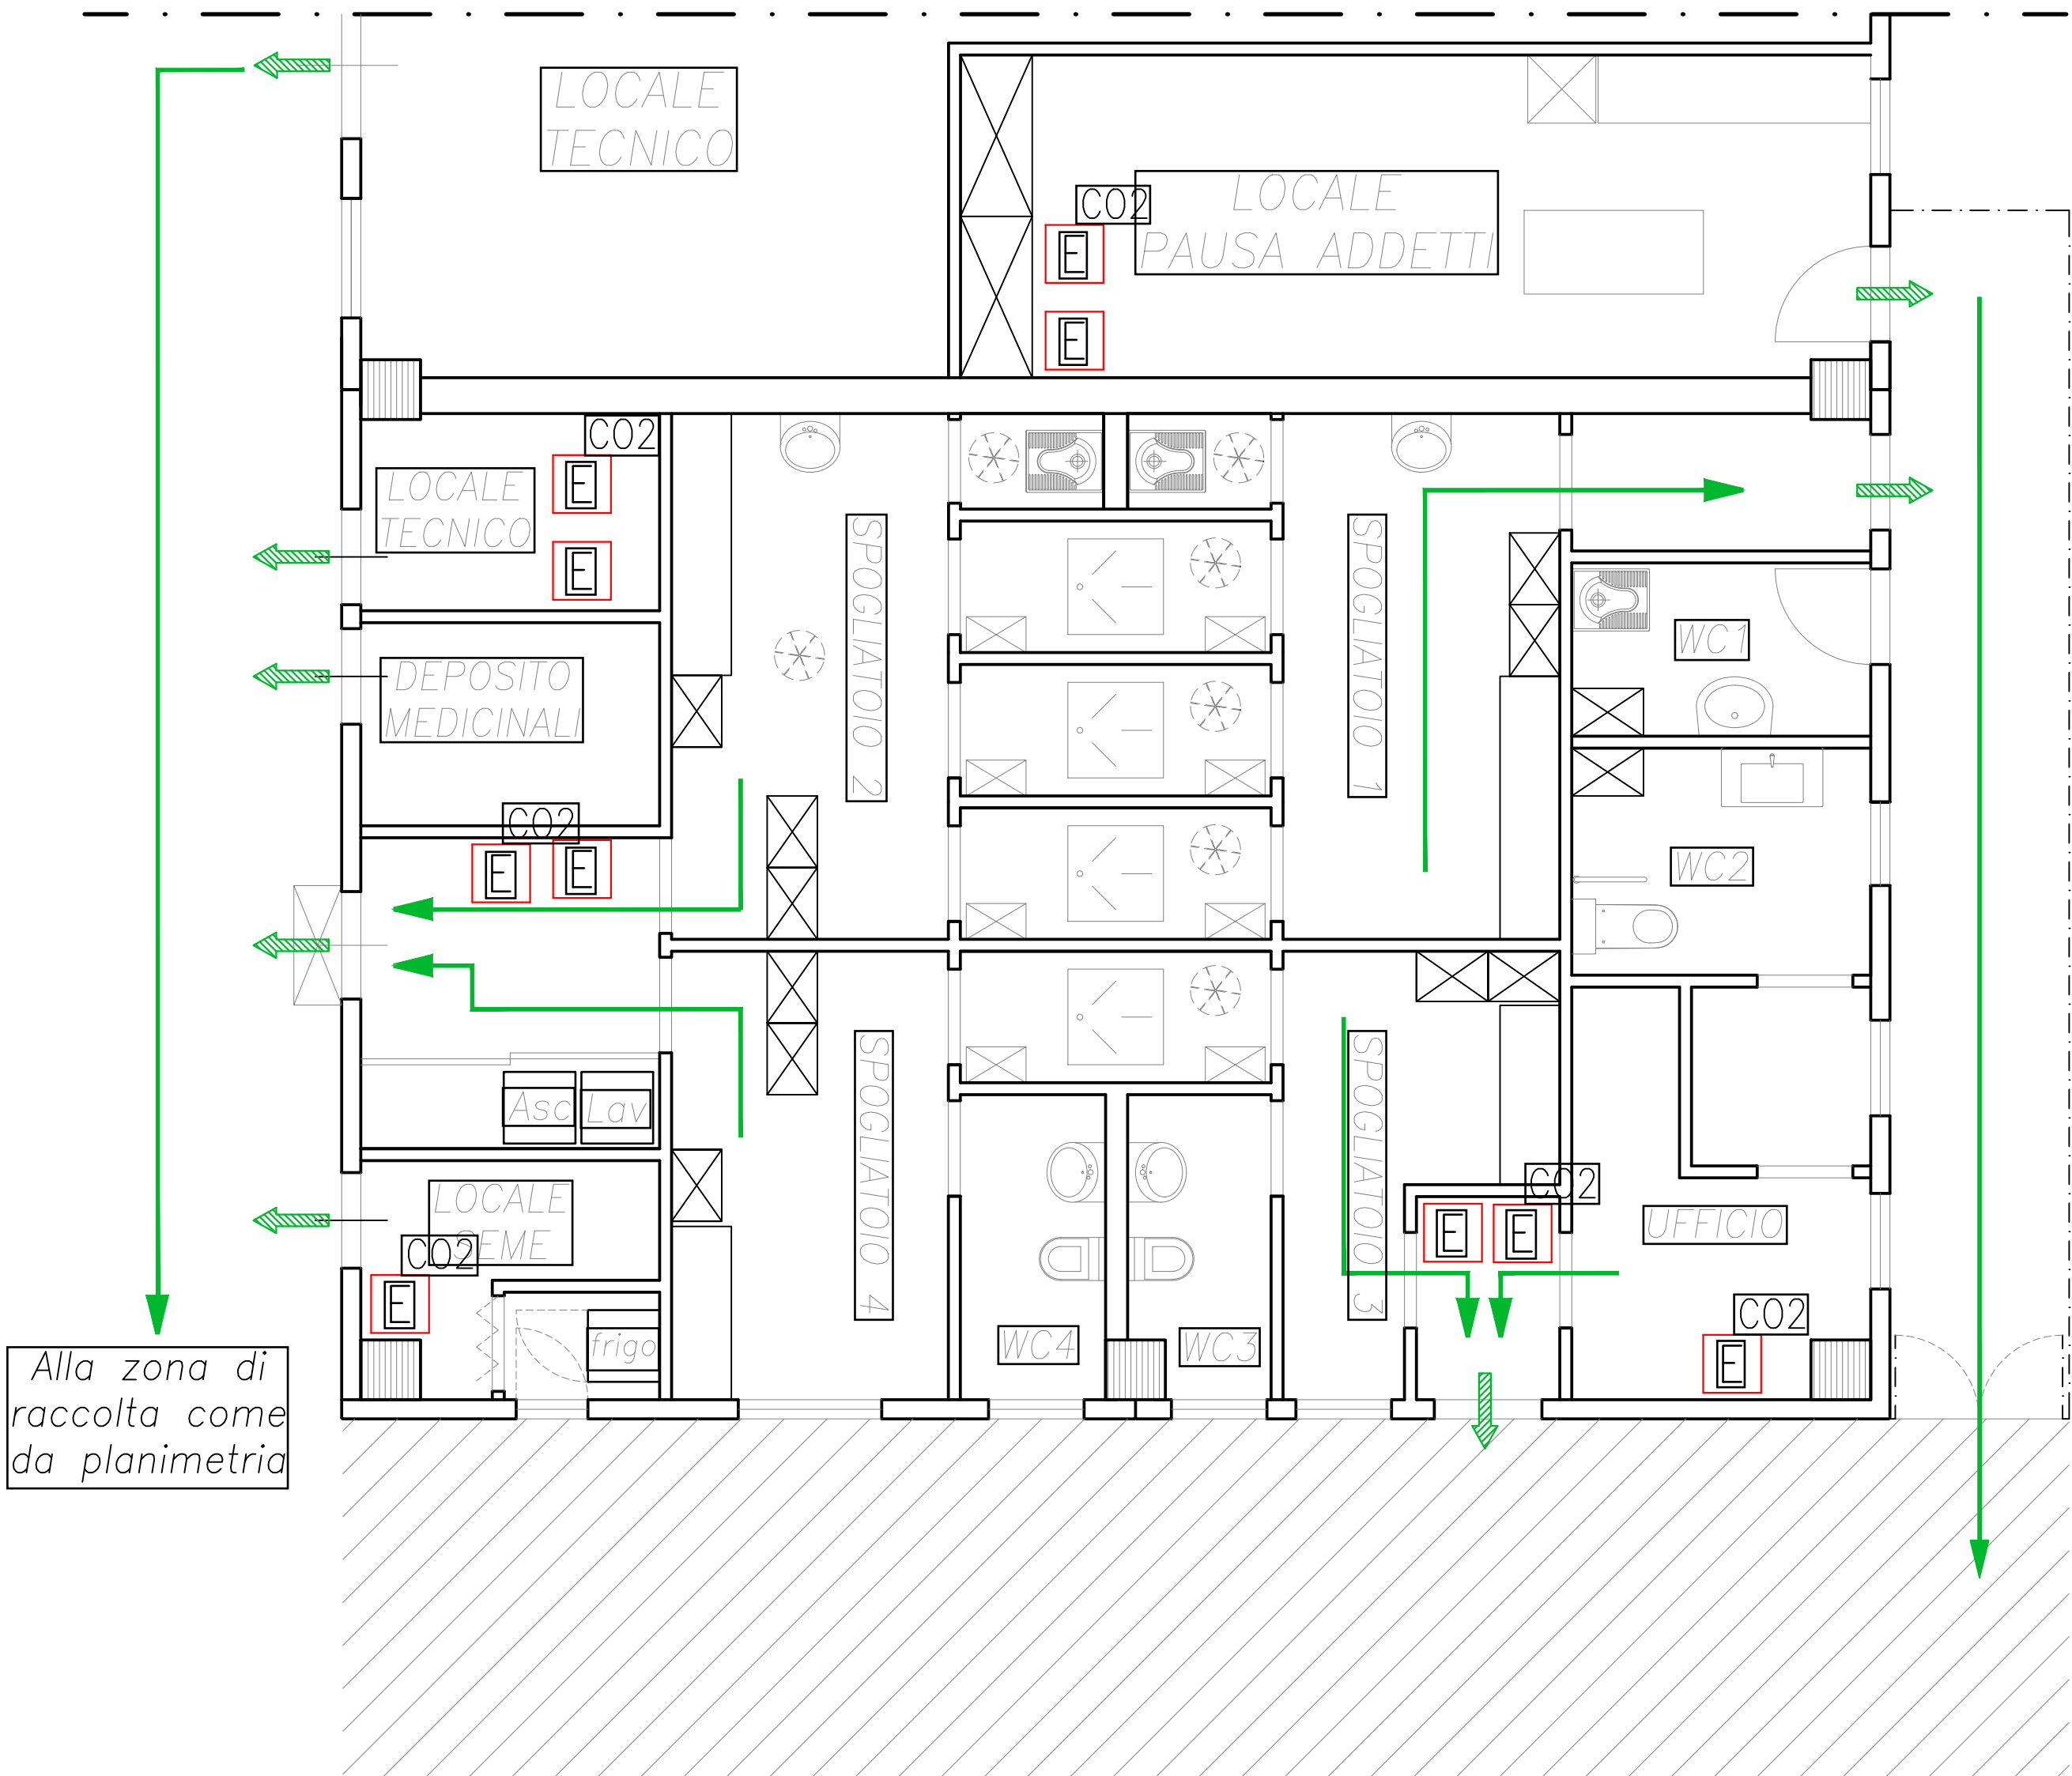 LOCALE
TECNICO
LOCALE
PAUSA ADDETTI
CO2
E
E
CO2
E
E
LOCALE
TECNICO
SPOGLIATOIO 2
SPOGLIATOIO 1
WC1
DEPOSITO
MEDICINALI
CO2
E
E
WC2
Asc
Lav
SPOGLIATOIO 4
SPOGLIATOIO 3
LOCALE
SEME
CO2
E
CO2
E
E
UFFICIO
CO2
E
frigo
WC4
WC3
Alla zona di
raccolta come
da planimetria